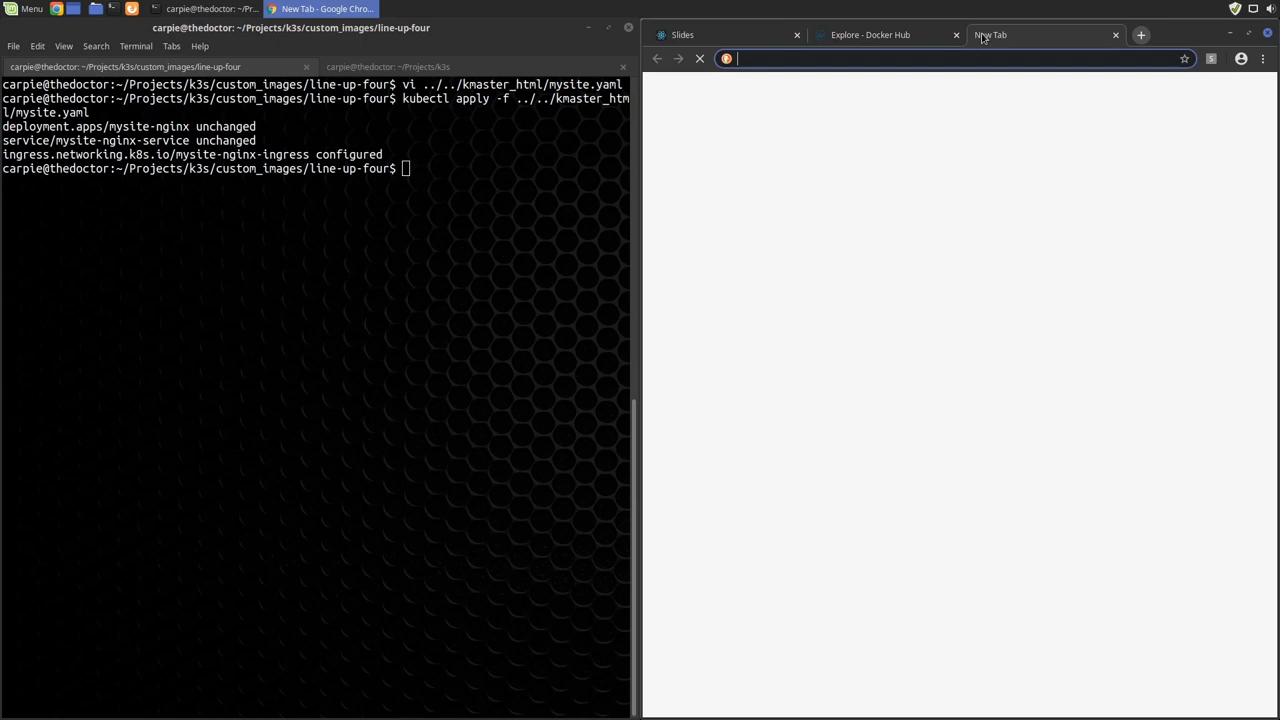 Menu
carpie@thedoctor: ~/Pr...
New Tab - Google Chro...
carpie@thedoctor: ~/Projects/k3s/custom_images/line-up-four
File Edit View Search Terminal Tabs Help
carpie@thedoctor: ~/Projects/k3s/custom_images/line-up-four
carpie@thedoctor: ~/Projects/k3s
carpie@thedoctor:~/Projects/k3s/custom_images/line-up-four$ vi ../../kmaster_html/mysite.yaml
carpie@thedoctor:~/Projects/k3s/custom_images/line-up-four$ kubectl apply -f ../../kmaster_htm
l/mysite.yaml
deployment.apps/mysite-nginx unchanged
service/mysite-nginx-service unchanged
ingress.networking.k8s.io/mysite-nginx-ingress configured
carpie@thedoctor:~/Projects/k3s/custom_images/line-up-four$
Slides
Explore - Docker Hub
New Tab
S